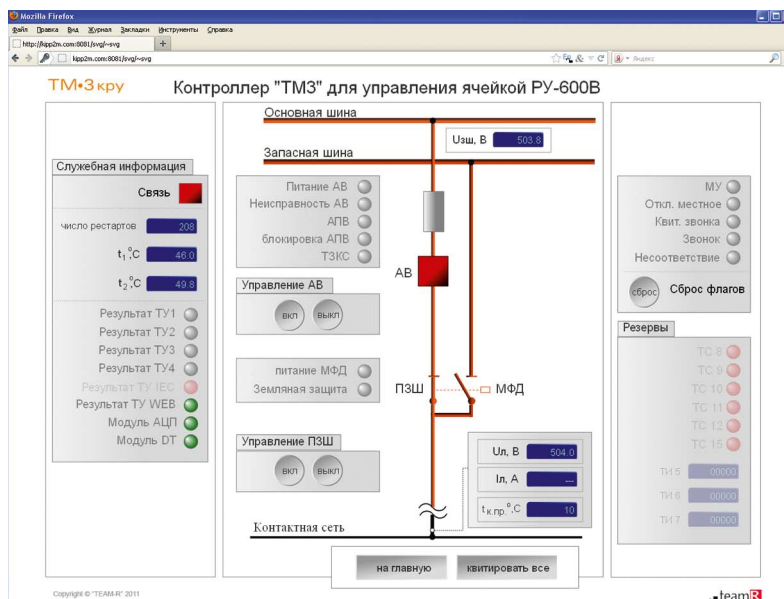 Mozilla Firefox
Файл Правка Вид Журнал Закладки Инструменты Справка
http://kipp2m.com:8081/svg/~svg
kipp2m.com:8081/svg/~svg
Яндекс
ТМ•3 кру
Контроллер "ТМ3" для управления ячейкой РУ-600В
Основная шина
Uзш, В 503.8
Запасная шина
Служебная информация
Связь
число рестартов 208
t1,°C 46.0
t2,°C 49.8
Результат ТУ1
Результат ТУ2
Результат ТУ3
Результат ТУ4
Результат ТУ IEC
Результат ТУ WEB
Модуль АЦП
Модуль DT
Питание АВ
Неисправность АВ
АПВ
блокировка АПВ
ТЗКС
АВ
Управление АВ
вкл выкл
питание МФД
Земляная защита
ПЗШ МФД
Управление ПЗШ
вкл выкл
Uл, В 504.0
Iл, А ---
tк.пр.°,C 10
Контактная сеть
на главную квитировать все
МУ
Откл. местное
Квит. звонка
Звонок
Несоответствие
сброс Сброс флагов
Резервы
ТС 8
ТС 9
ТС 10
ТС 11
ТС 12
ТС 15
ТИ 5 00000
ТИ 6 00000
ТИ 7 00000
Copyright © "TEAM-R" 2011
teamR